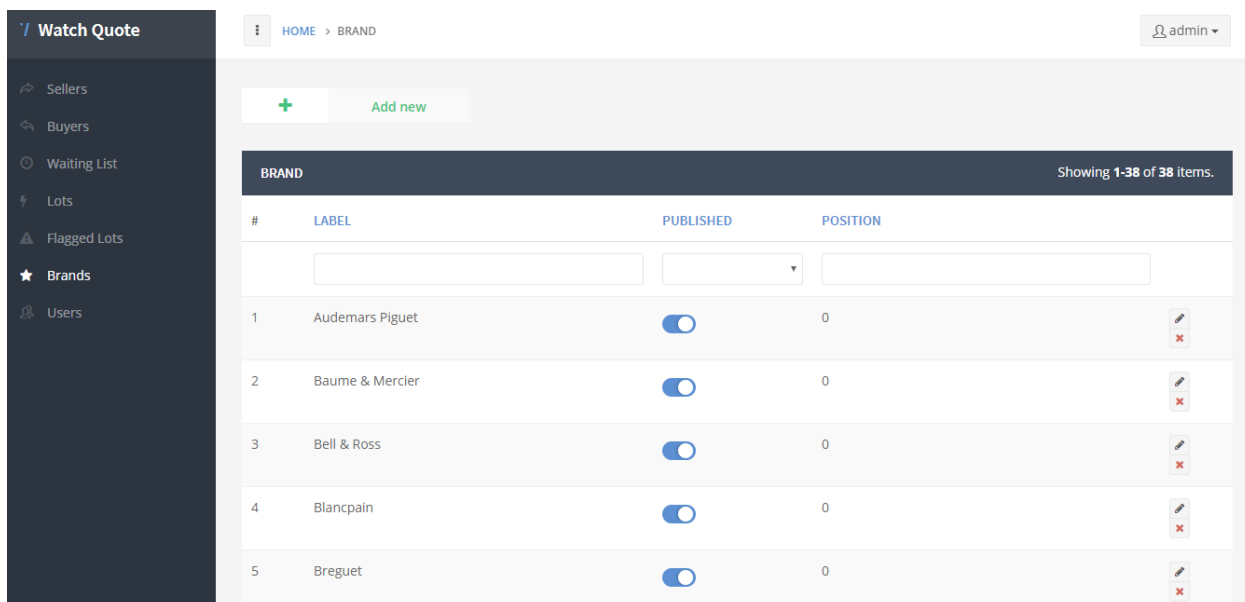 Watch Quote
HOME > BRAND
admin
Sellers
Buyers
Waiting List
Lots
Flagged Lots
Brands
Users
+ Add new
BRAND Showing 1-38 of 38 items.
# LABEL PUBLISHED POSITION
1 Audemars Piguet 0
2 Baume & Mercier 0
3 Bell & Ross 0
4 Blancpain 0
5 Breguet 0